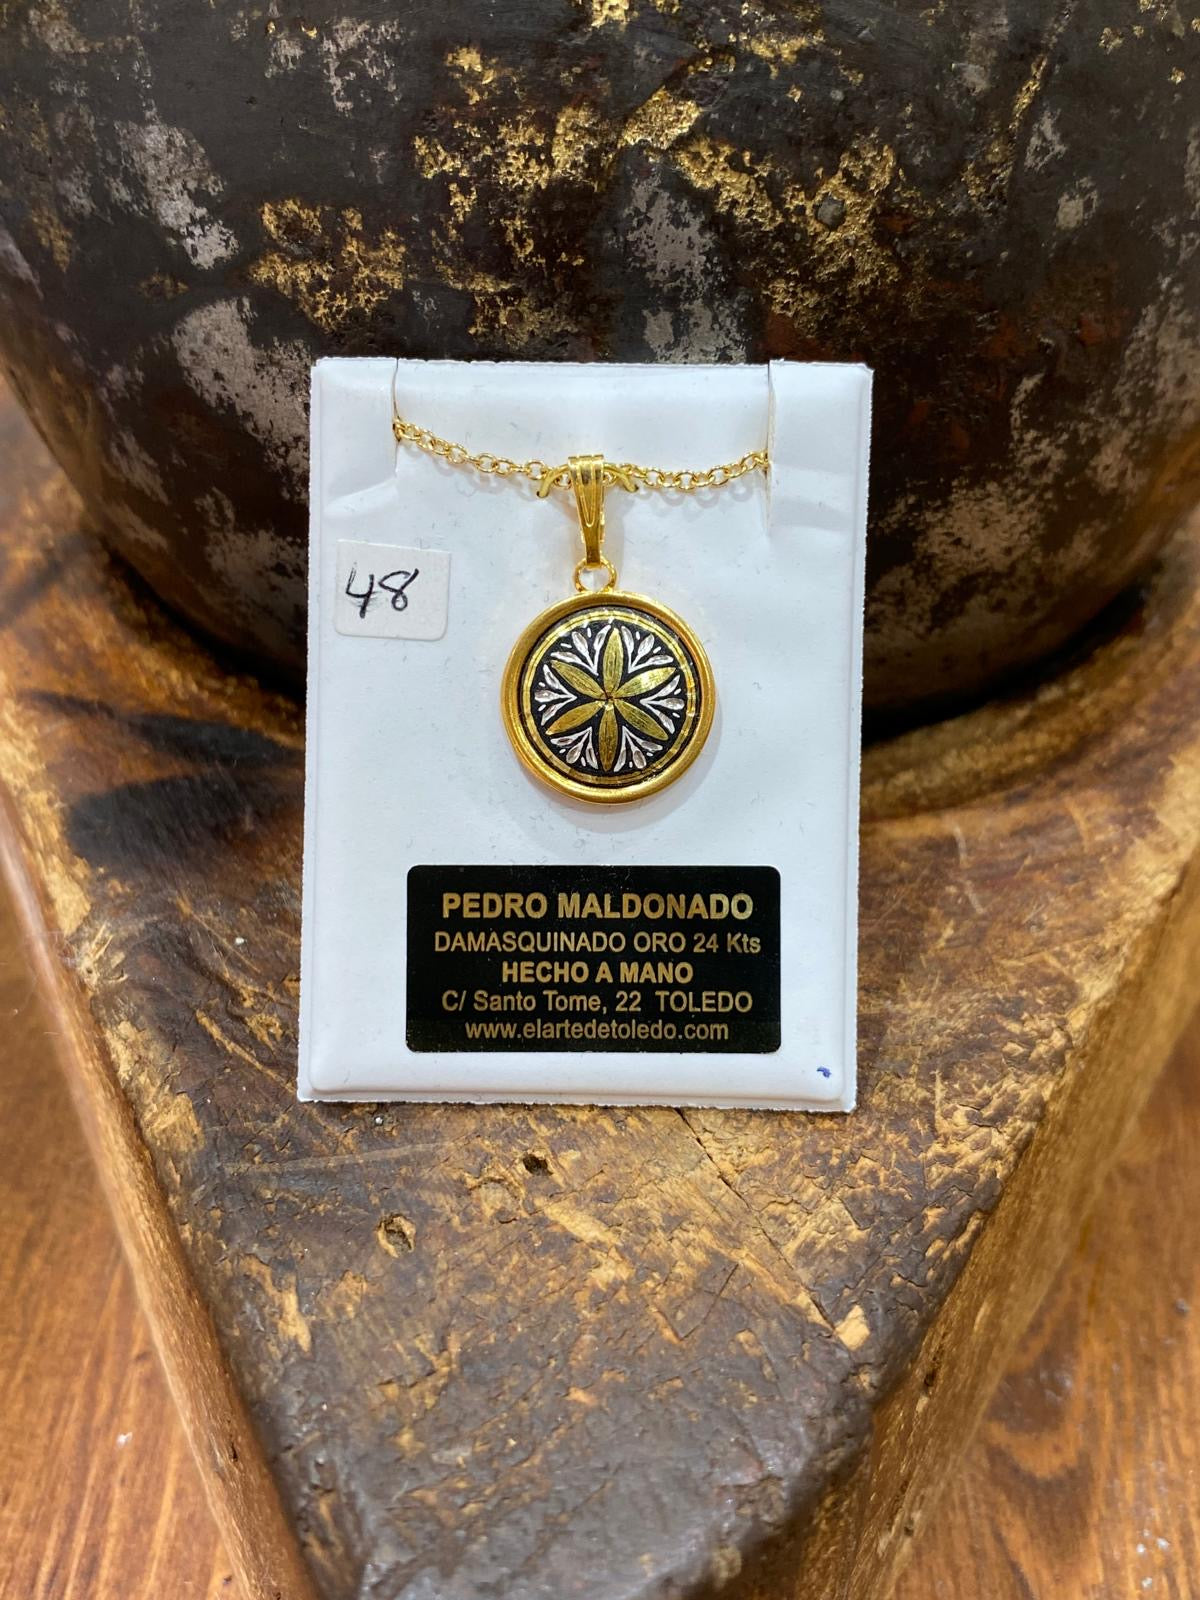 48
PEDRO MALDONADO
DAMASQUINADO ORO 24 Kts
HECHO A MANO
C/ Santo Tome, 22 TOLEDO
www.elartedetoledo.com